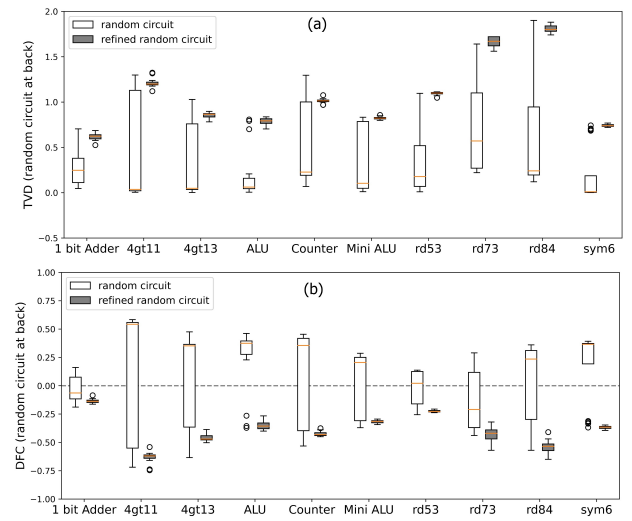 (a)
random circuit
refined random circuit
TVD (random circuit at back)
2.0
1.5
1.0
0.5
0.0
−0.5
1 bit Adder 4gt11 4gt13 ALU Counter Mini ALU rd53 rd73 rd84 sym6
(b)
random circuit
refined random circuit
DFC (random circuit at back)
1.00
0.75
0.50
0.25
0.00
−0.25
−0.50
−0.75
−1.00
1 bit Adder 4gt11 4gt13 ALU Counter Mini ALU rd53 rd73 rd84 sym6